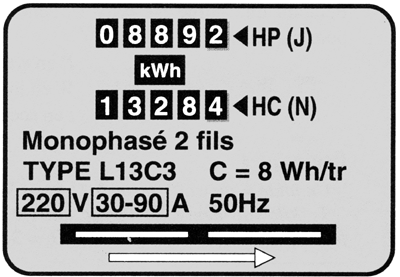 08892 ◀HP (J)
kWh
13284 ◀HC (N)
Monophasé 2 fils
TYPE L13C3 C = 8 Wh/tr
220 V 30-90 A 50Hz